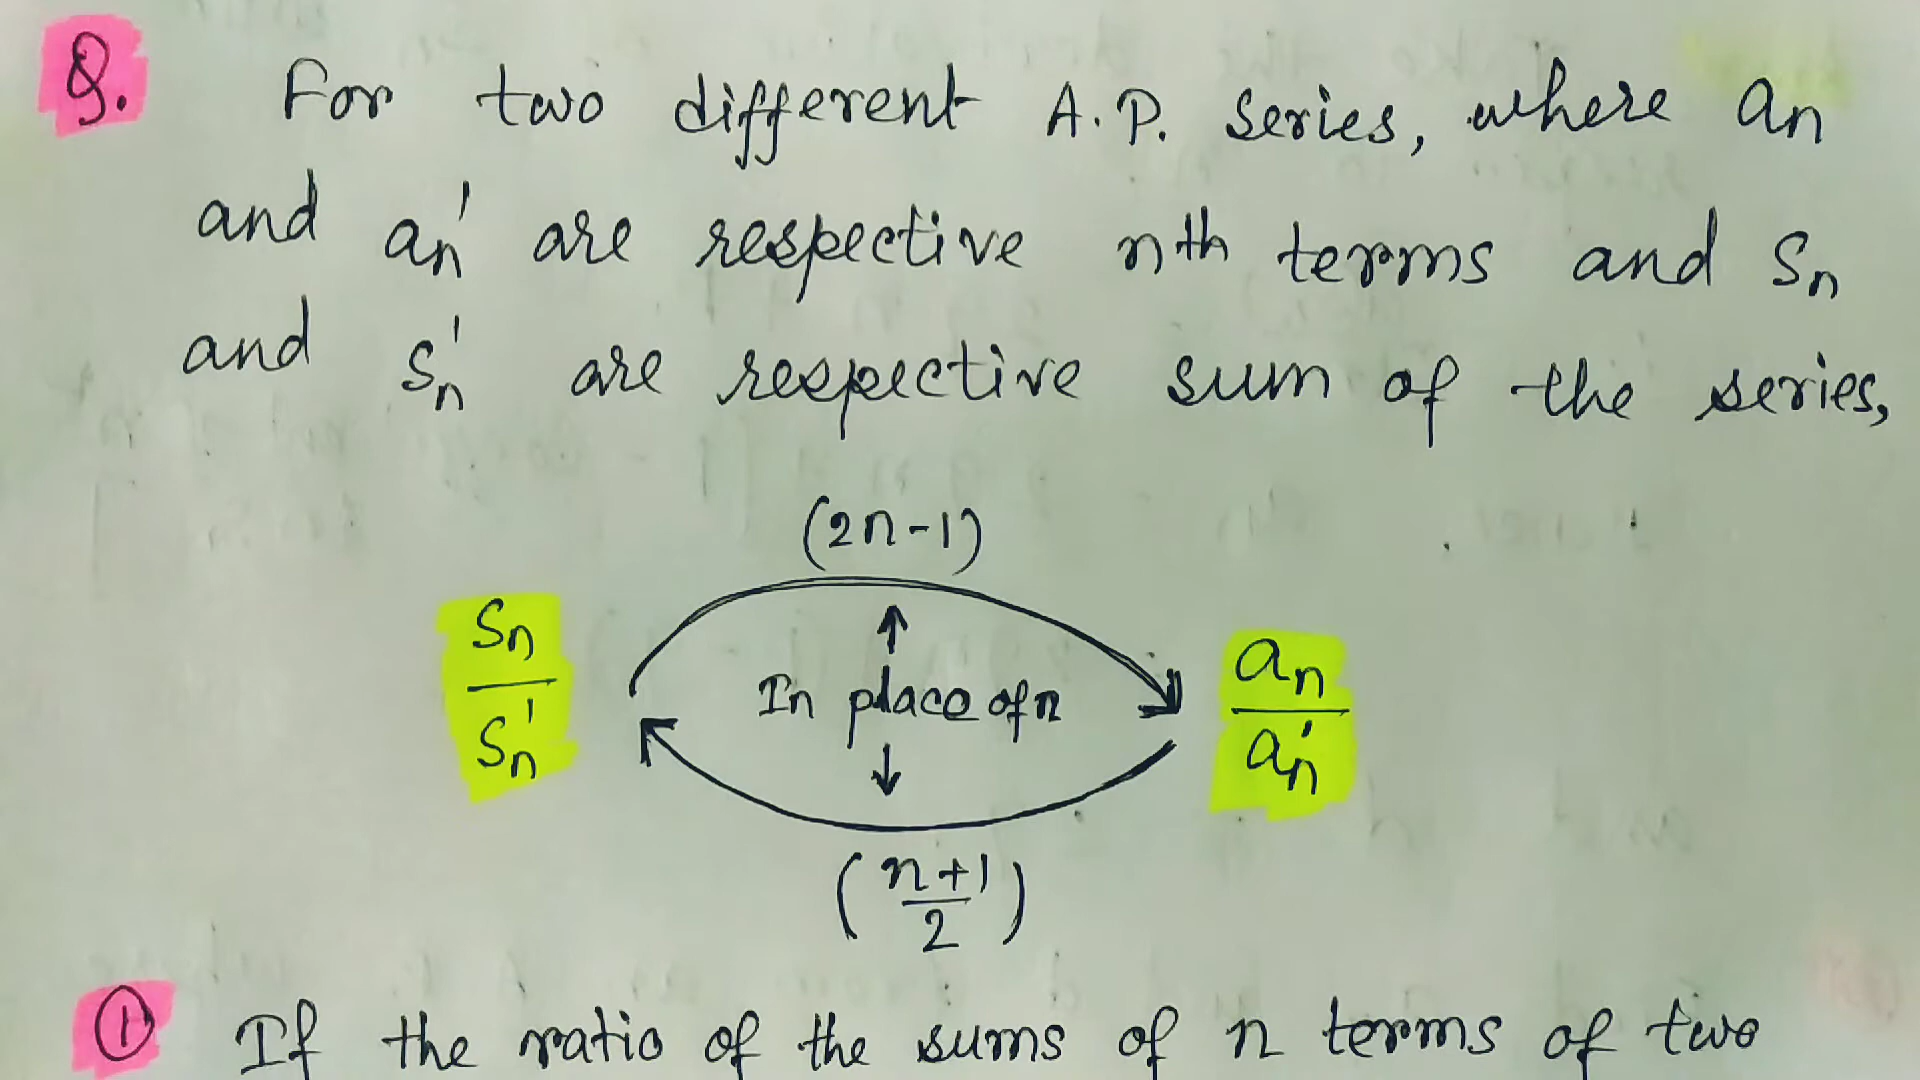 Q. For two different A.P. series, where an
and an' are respective nth terms and Sn
and Sn' are respective sum of the series,
(2n-1)
Sn/Sn' In place of n an/an'
(n+1/2)
① If the ratio of the sums of n terms of two